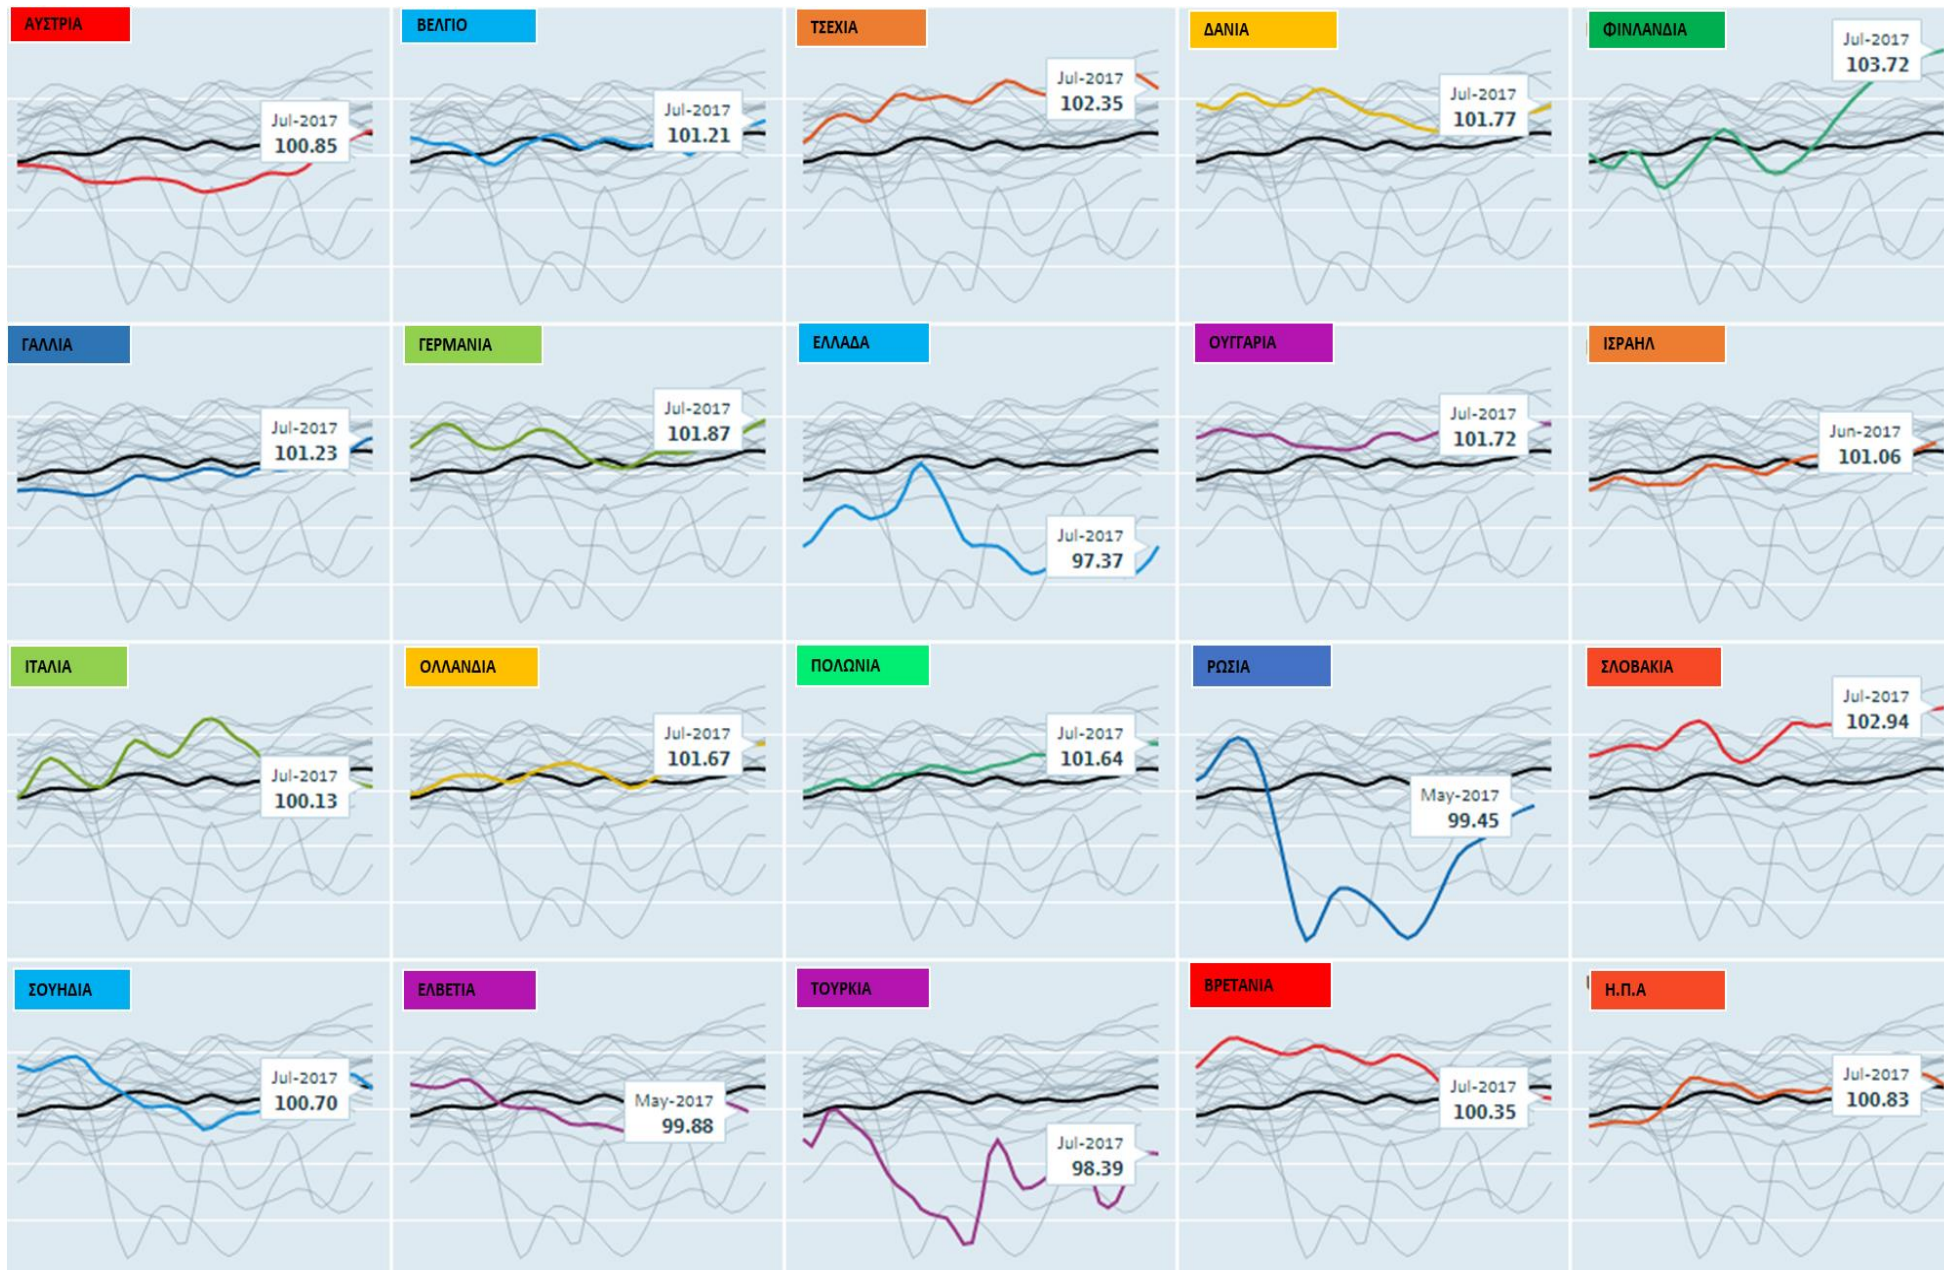 ΑΥΣΤΡΙΑ
Jul-2017
100.85
ΒΕΛΓΙΟ
Jul-2017
101.21
ΤΣΕΧΙΑ
Jul-2017
102.35
ΔΑΝΙΑ
Jul-2017
101.77
ΦΙΝΛΑΝΔΙΑ
Jul-2017
103.72
ΓΑΛΛΙΑ
Jul-2017
101.23
ΓΕΡΜΑΝΙΑ
Jul-2017
101.87
ΕΛΛΑΔΑ
Jul-2017
97.37
ΟΥΓΓΑΡΙΑ
Jul-2017
101.72
ΙΣΡΑΗΛ
Jun-2017
101.06
ΙΤΑΛΙΑ
Jul-2017
100.13
ΟΛΛΑΝΔΙΑ
Jul-2017
101.67
ΠΟΛΩΝΙΑ
Jul-2017
101.64
ΡΩΣΙΑ
May-2017
99.45
ΣΛΟΒΑΚΙΑ
Jul-2017
102.94
ΣΟΥΗΔΙΑ
Jul-2017
100.70
ΕΛΒΕΤΙΑ
May-2017
99.88
ΤΟΥΡΚΙΑ
Jul-2017
98.39
ΒΡΕΤΑΝΙΑ
Jul-2017
100.35
Η.Π.Α
Jul-2017
100.83